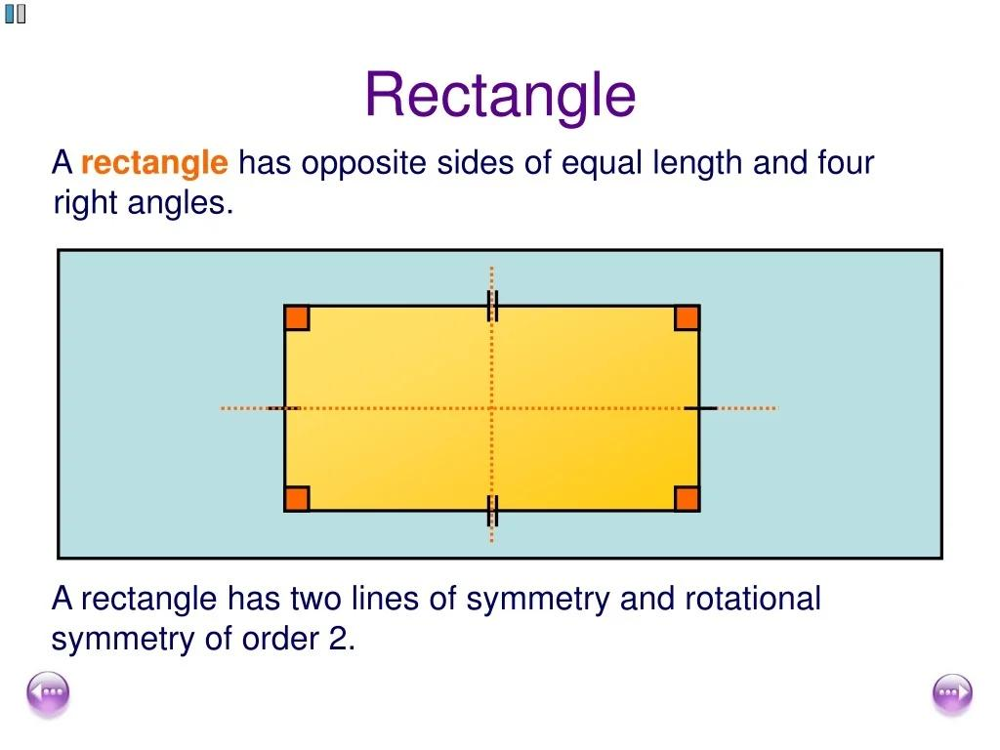 Rectangle
A rectangle has opposite sides of equal length and four
right angles.
A rectangle has two lines of symmetry and rotational
symmetry of order 2.